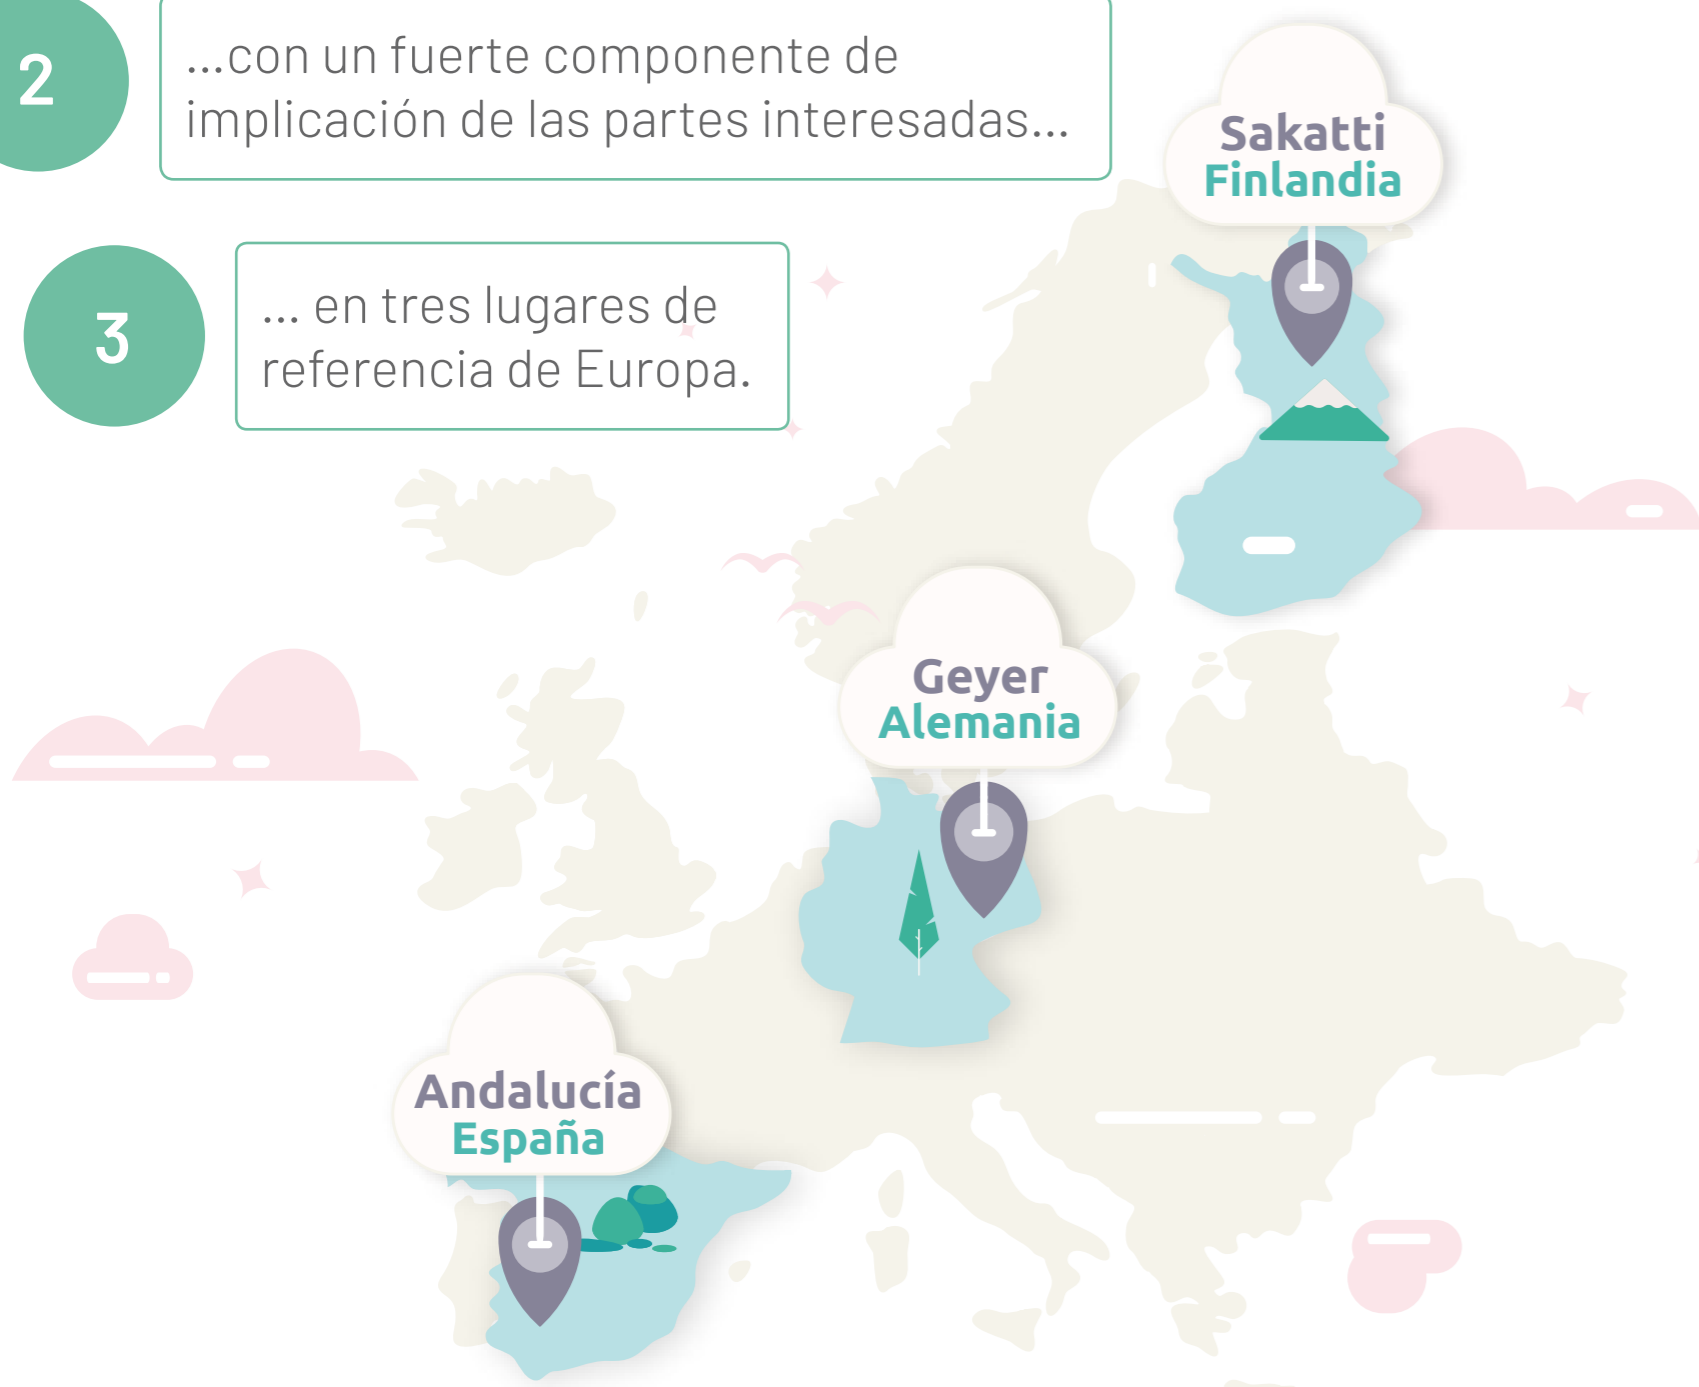 2
...con un fuerte componente de
implicación de las partes interesadas...
3
... en tres lugares de
referencia de Europa.
Sakatti
Finlandia
Geyer
Alemania
Andalucía
España